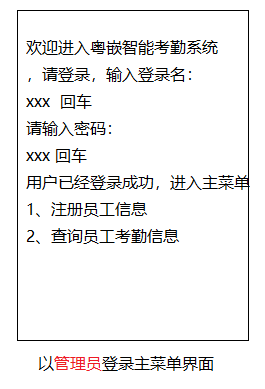 欢迎进入粤嵌智能考勤系统
，请登录，输入登录名：
xxx  回车
请输入密码：
xxx 回车
用户已经登录成功，进入主菜单
1、注册员工信息
2、查询员工考勤信息
以管理员登录主菜单界面